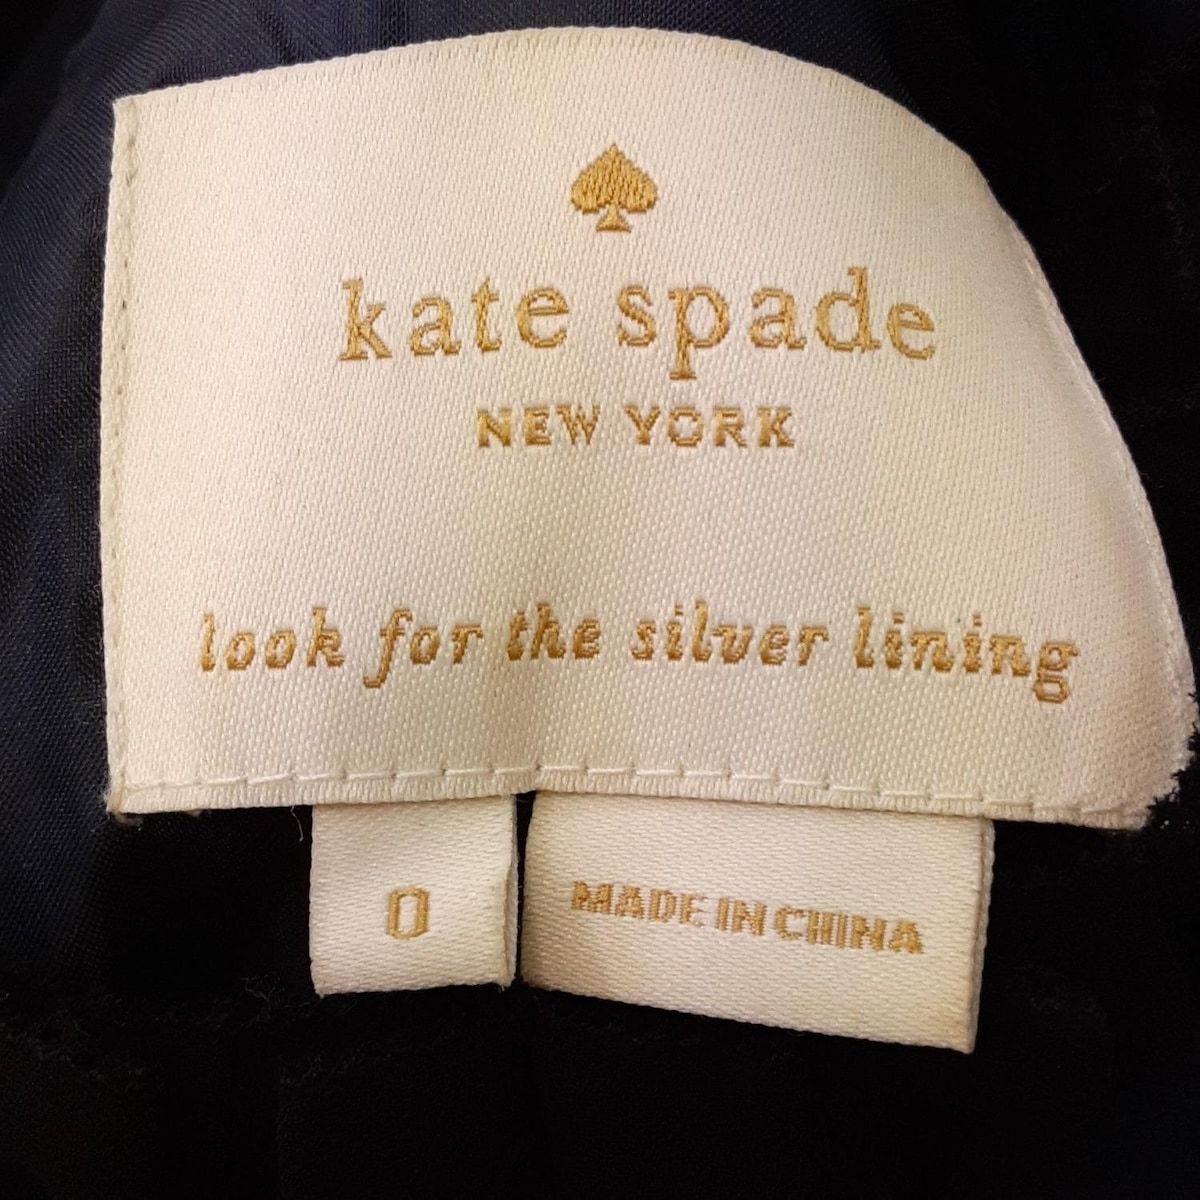 kate spade
NEW YORK
look for the silver lining
0
MADE IN CHINA